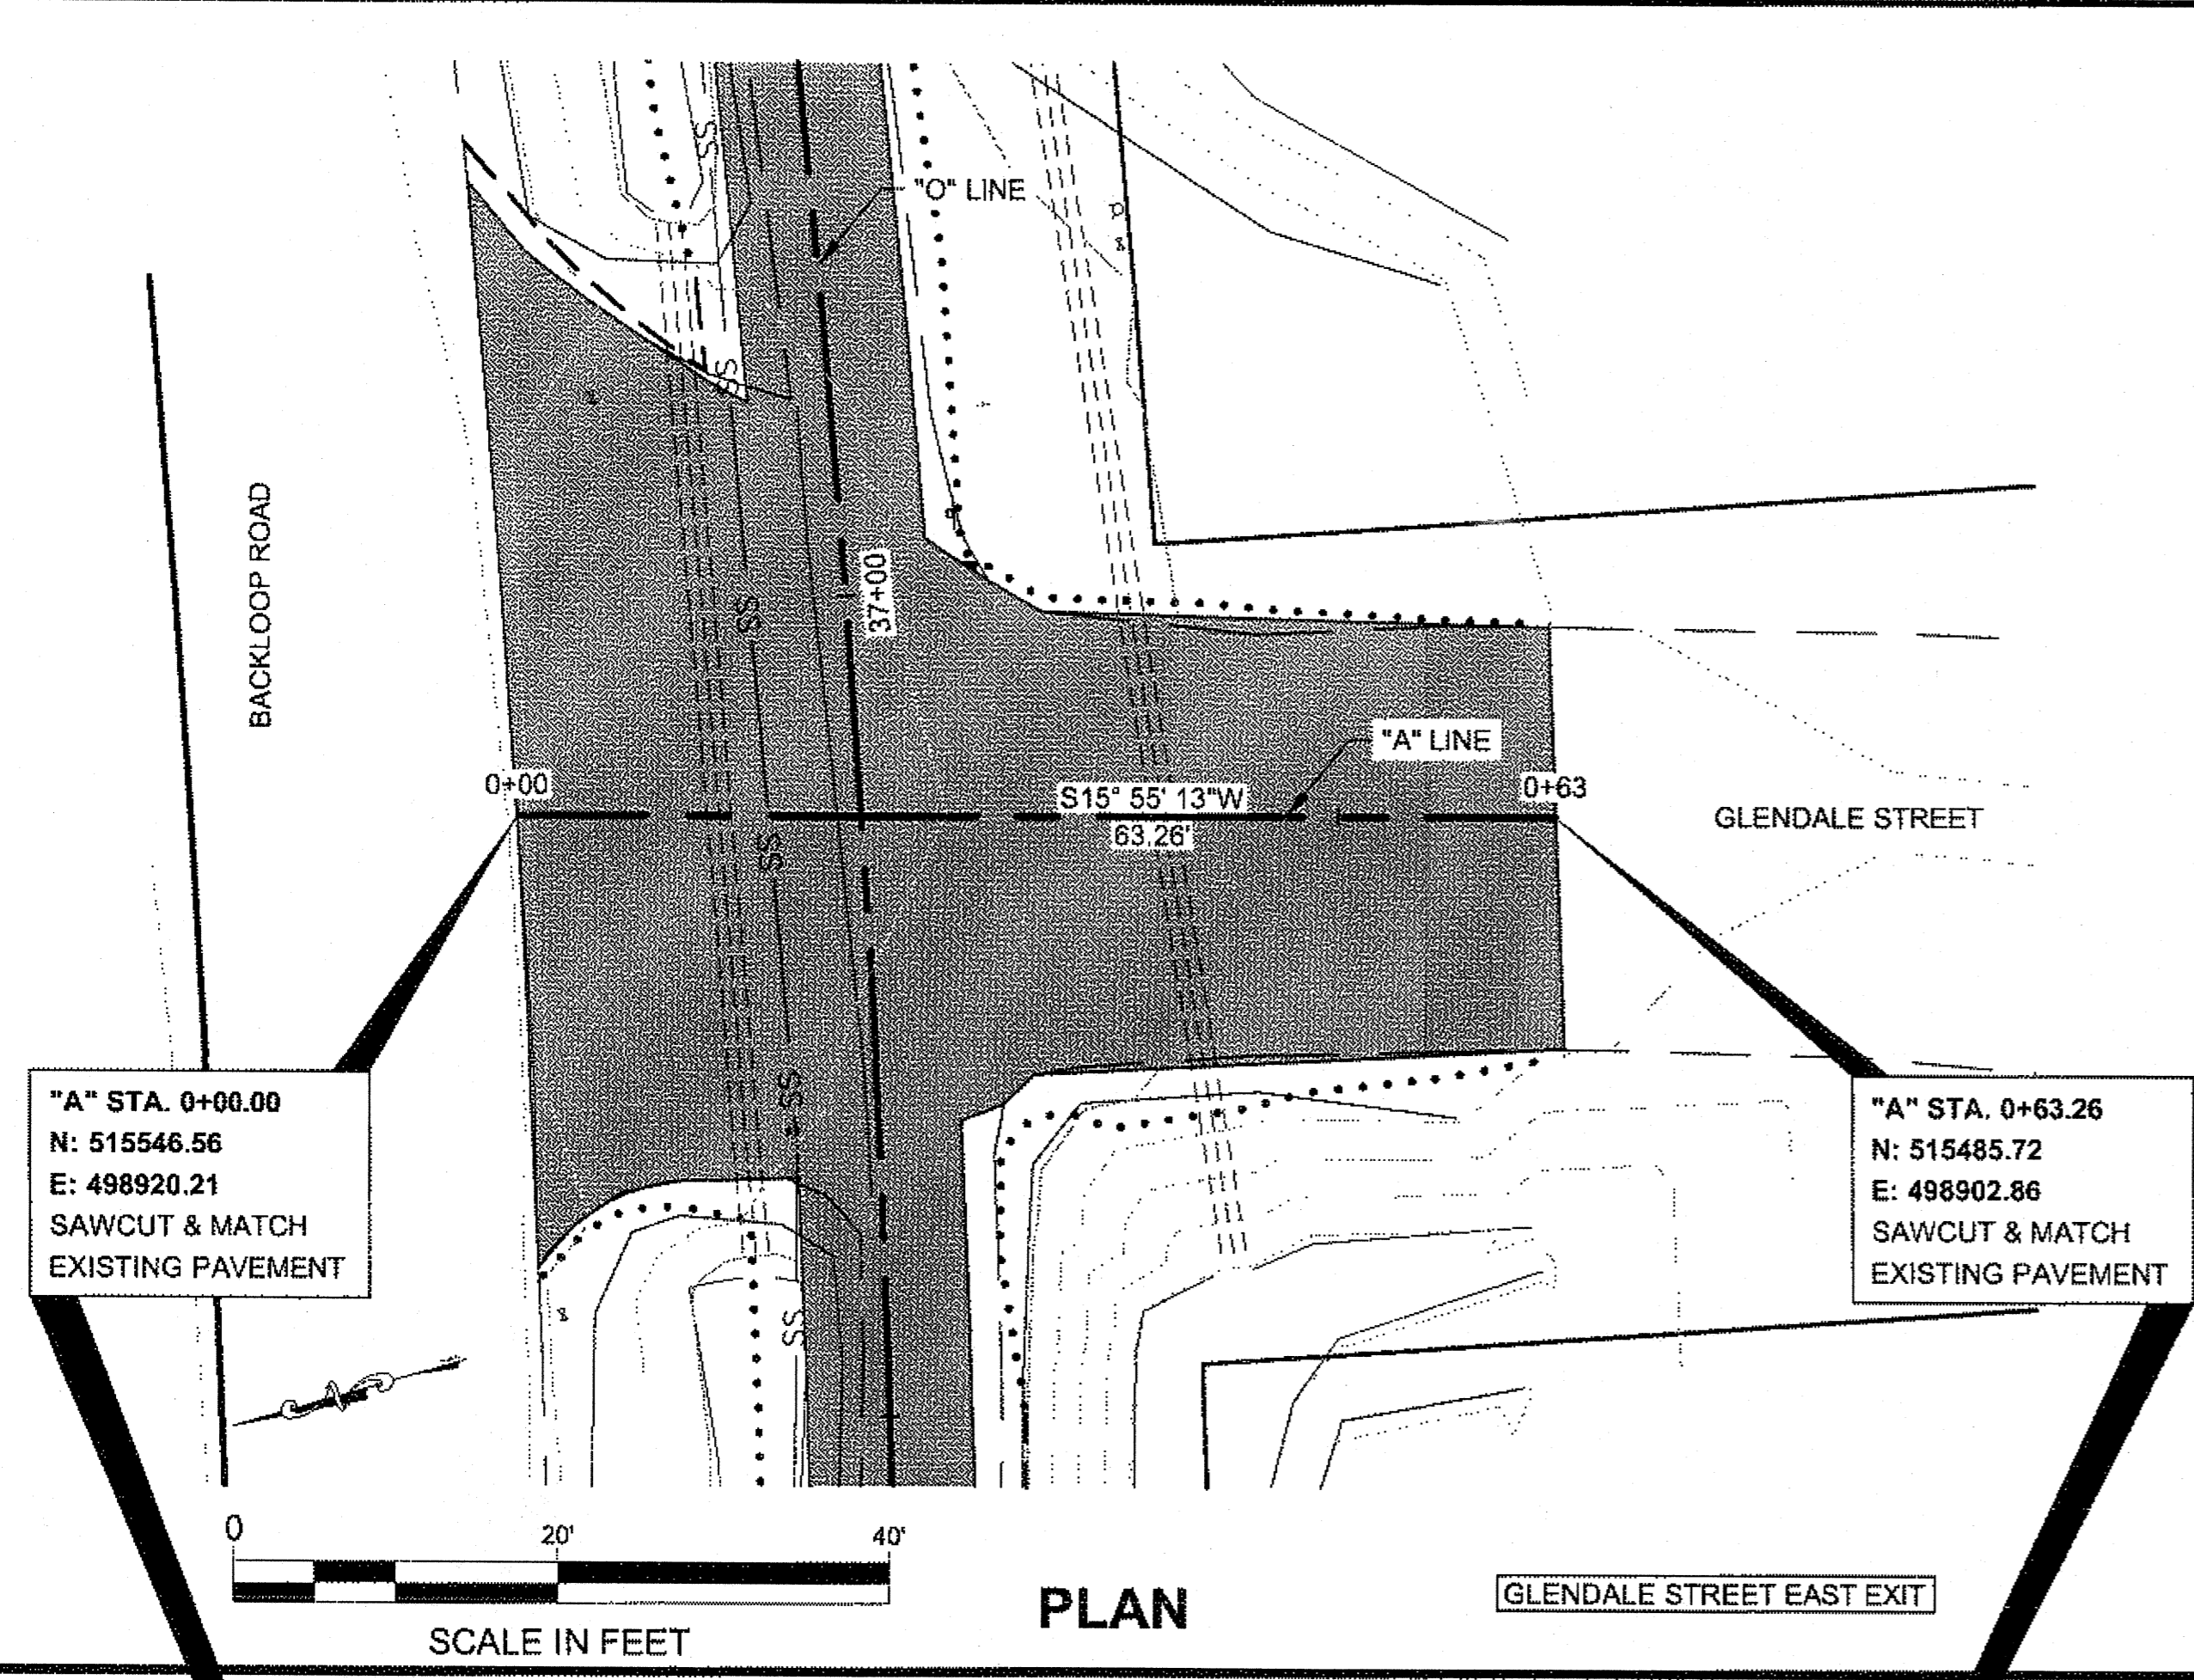 "O" LINE
BACKLOOP ROAD
37+00
"A" LINE
0+00
S15° 55' 13"W
63.26'
0+63
GLENDALE STREET
SS
SS
SS
SS
SS
SS
"A" STA. 0+00.00
N: 515546.56
E: 498920.21
SAWCUT & MATCH
EXISTING PAVEMENT
"A" STA. 0+63.26
N: 515485.72
E: 498902.86
SAWCUT & MATCH
EXISTING PAVEMENT
0
20'
40'
SCALE IN FEET
PLAN
GLENDALE STREET EAST EXIT